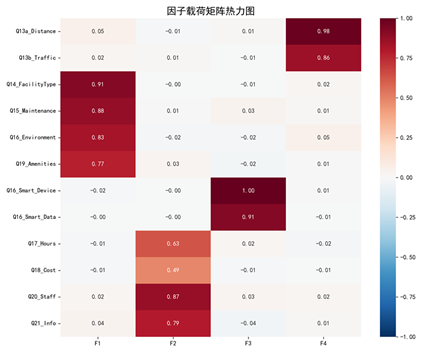 因子载荷矩阵热力图
Q13a_Distance 0.05 -0.01 0.01 0.98
Q13b_Traffic 0.02 0.01 -0.01 0.86
Q14_FacilityType 0.91 -0.00 -0.00 0.02
Q15_Maintenance 0.88 0.01 0.03 0.01
Q16_Environment 0.83 -0.02 -0.02 0.05
Q19_Amenities 0.77 0.03 -0.02 0.01
Q16_Smart_Device -0.02 -0.00 1.00 0.01
Q16_Smart_Data -0.00 -0.00 0.91 -0.01
Q17_Hours -0.01 0.63 0.02 -0.02
Q18_Cost -0.01 0.49 -0.01 -0.01
Q20_Staff 0.02 0.87 0.03 0.02
Q21_Info 0.04 0.79 -0.04 0.01
F1 F2 F3 F4
1.00
0.75
0.50
0.25
0.00
-0.25
-0.50
-0.75
-1.00